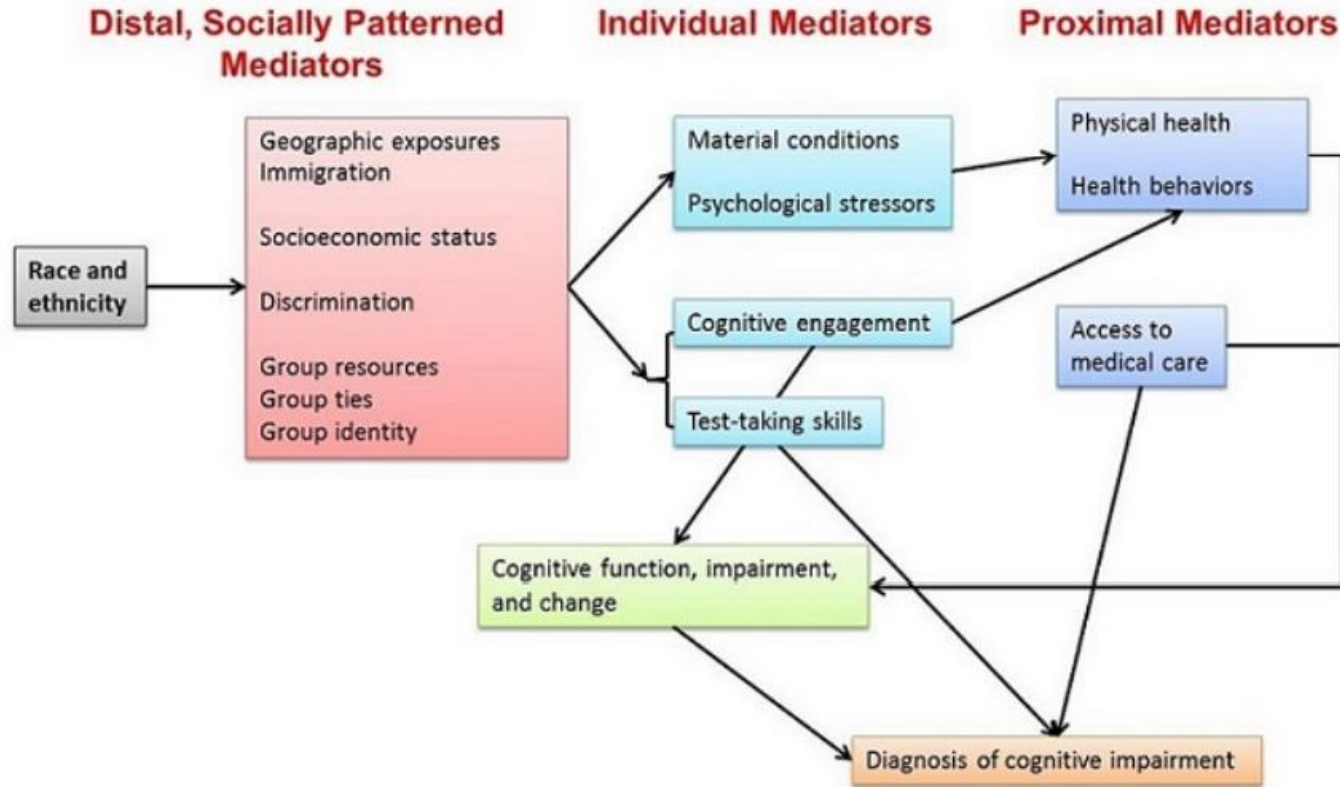 Distal, Socially Patterned
Mediators
Individual Mediators
Proximal Mediators
Race and
ethnicity
Geographic exposures
Immigration
Socioeconomic status
Discrimination
Group resources
Group ties
Group identity
Material conditions
Psychological stressors
Cognitive engagement
Test-taking skills
Physical health
Health behaviors
Access to
medical care
Cognitive function, impairment,
and change
Diagnosis of cognitive impairment